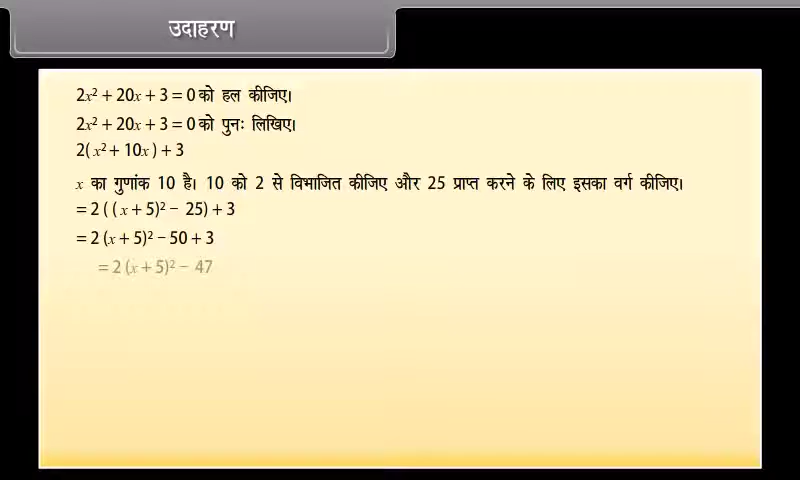 उदाहरण
2x² + 20x + 3 = 0 को हल कीजिए।
2x² + 20x + 3 = 0 को पुनः लिखिए।
2( x² + 10x ) + 3
x का गुणांक 10 है। 10 को 2 से विभाजित कीजिए और 25 प्राप्त करने के लिए इसका वर्ग कीजिए।
= 2 ( ( x + 5)² − 25) + 3
= 2 (x + 5)² − 50 + 3
= 2 (x + 5)² − 47